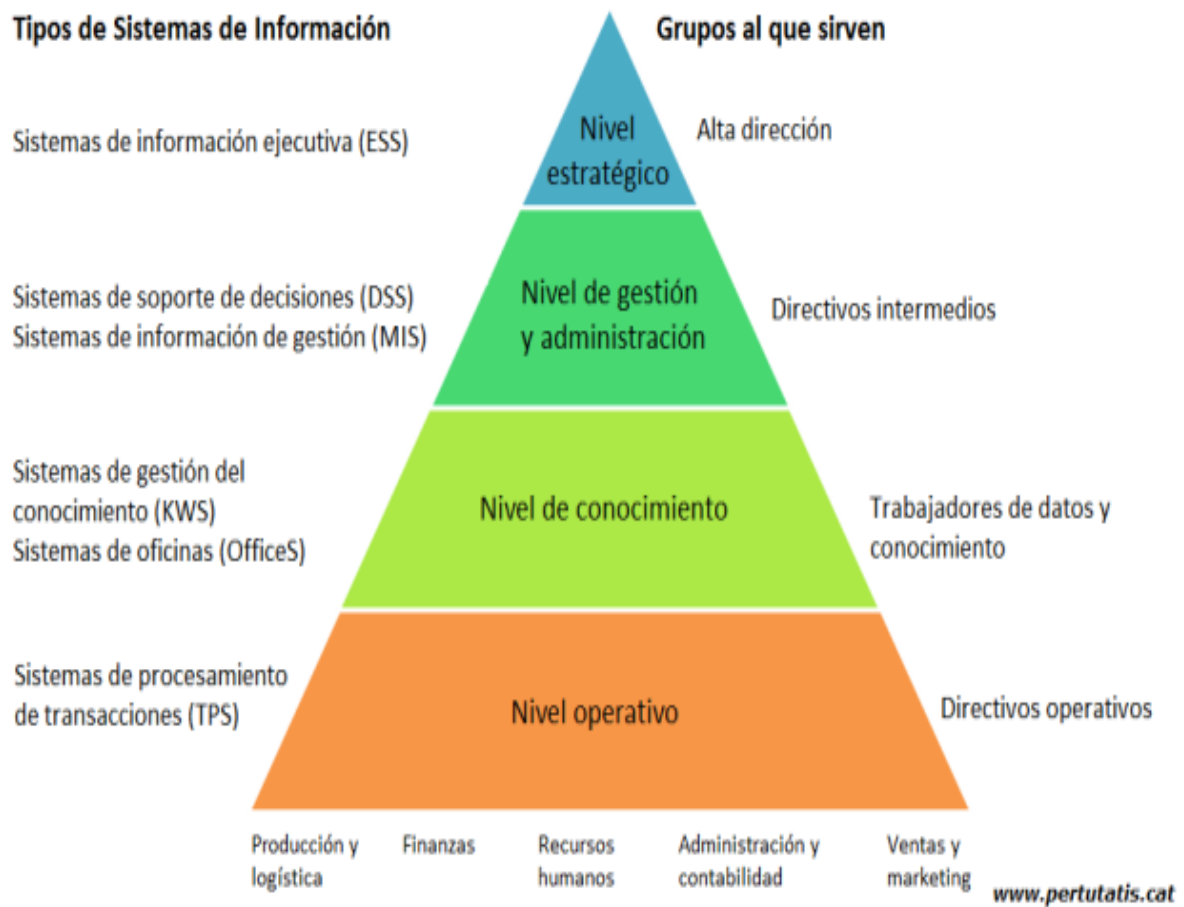 Tipos de Sistemas de Información
Grupos al que sirven
Sistemas de información ejecutiva (ESS)
Nivel
estratégico
Alta dirección
Sistemas de soporte de decisiones (DSS)
Sistemas de información de gestión (MIS)
Nivel de gestión
y administración
Directivos intermedios
Sistemas de gestión del
conocimiento (KWS)
Sistemas de oficinas (OfficeS)
Nivel de conocimiento
Trabajadores de datos y
conocimiento
Sistemas de procesamiento
de transacciones (TPS)
Nivel operativo
Directivos operativos
Producción y
logística
Finanzas
Recursos
humanos
Administración y
contabilidad
Ventas y
marketing
www.pertutatis.cat